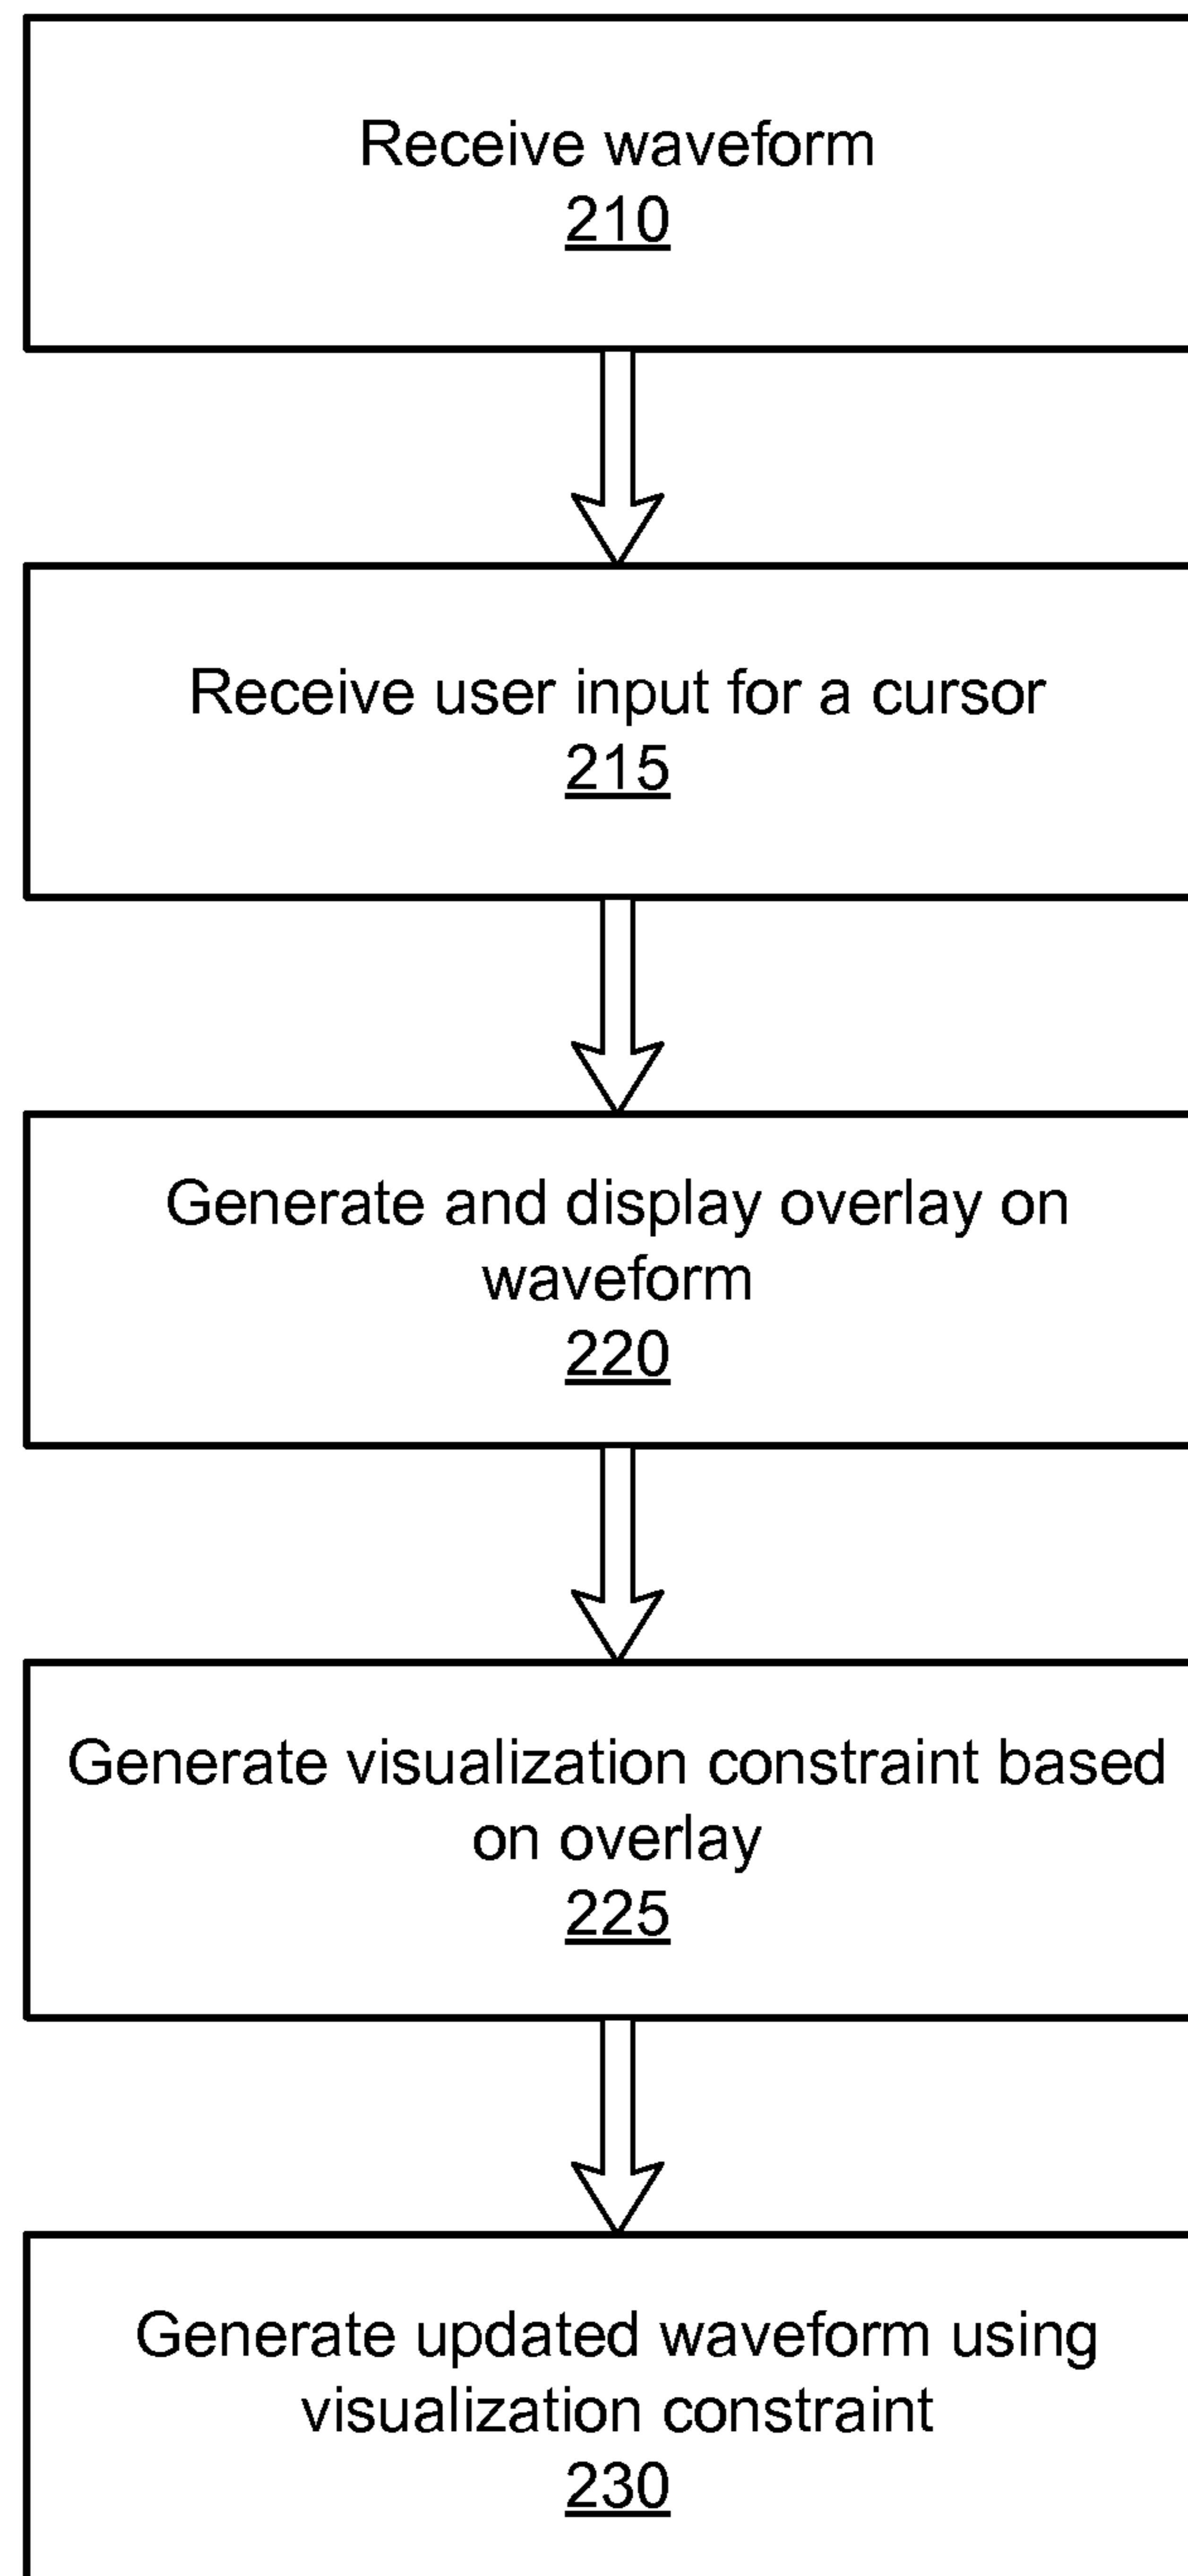 Receive waveform
210
Receive user input for a cursor
215
Generate and display overlay on
waveform
220
Generate visualization constraint based
on overlay
225
Generate updated waveform using
visualization constraint
230